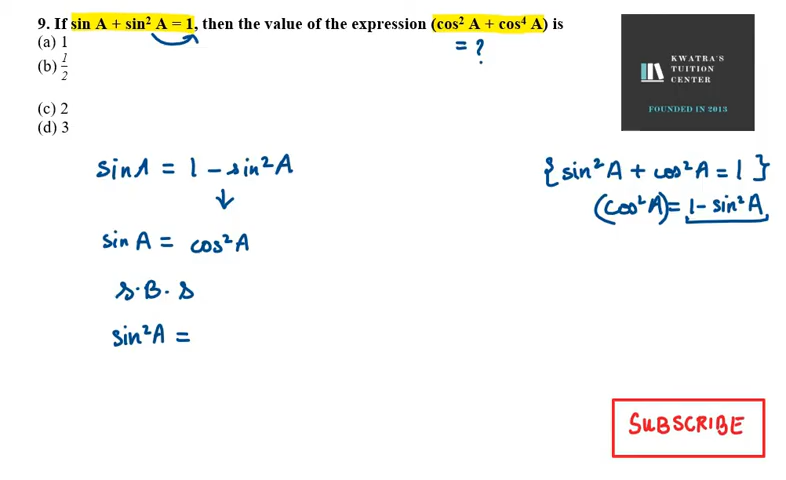 9. If sin A + sin² A = 1, then the value of the expression (cos² A + cos⁴ A) is
= ?
(a) 1
(b) 1/2
(c) 2
(d) 3
KWATRA'S
TUITION
CENTER
FOUNDED IN 2013
sin A = 1 - sin²A
{ sin²A + cos²A = 1 }
(cos²A) = 1 - sin²A
sin A = cos²A
S.B.S
sin²A =
SUBSCRIBE